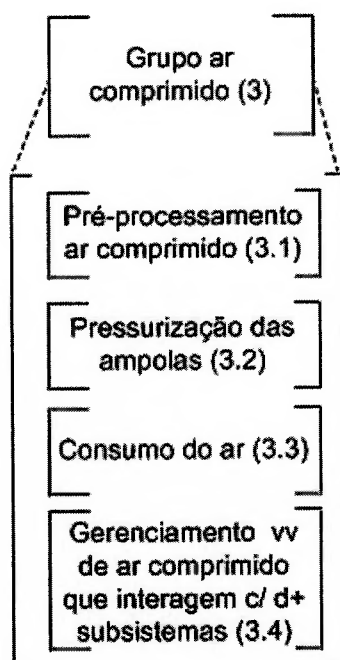 Grupo ar
comprimido (3)
Pré-processamento
ar comprimido (3.1)
Pressurização das
ampolas (3.2)
Consumo do ar (3.3)
Gerenciamento vv
de ar comprimido
que interagem c/ d+
subsistemas (3.4)